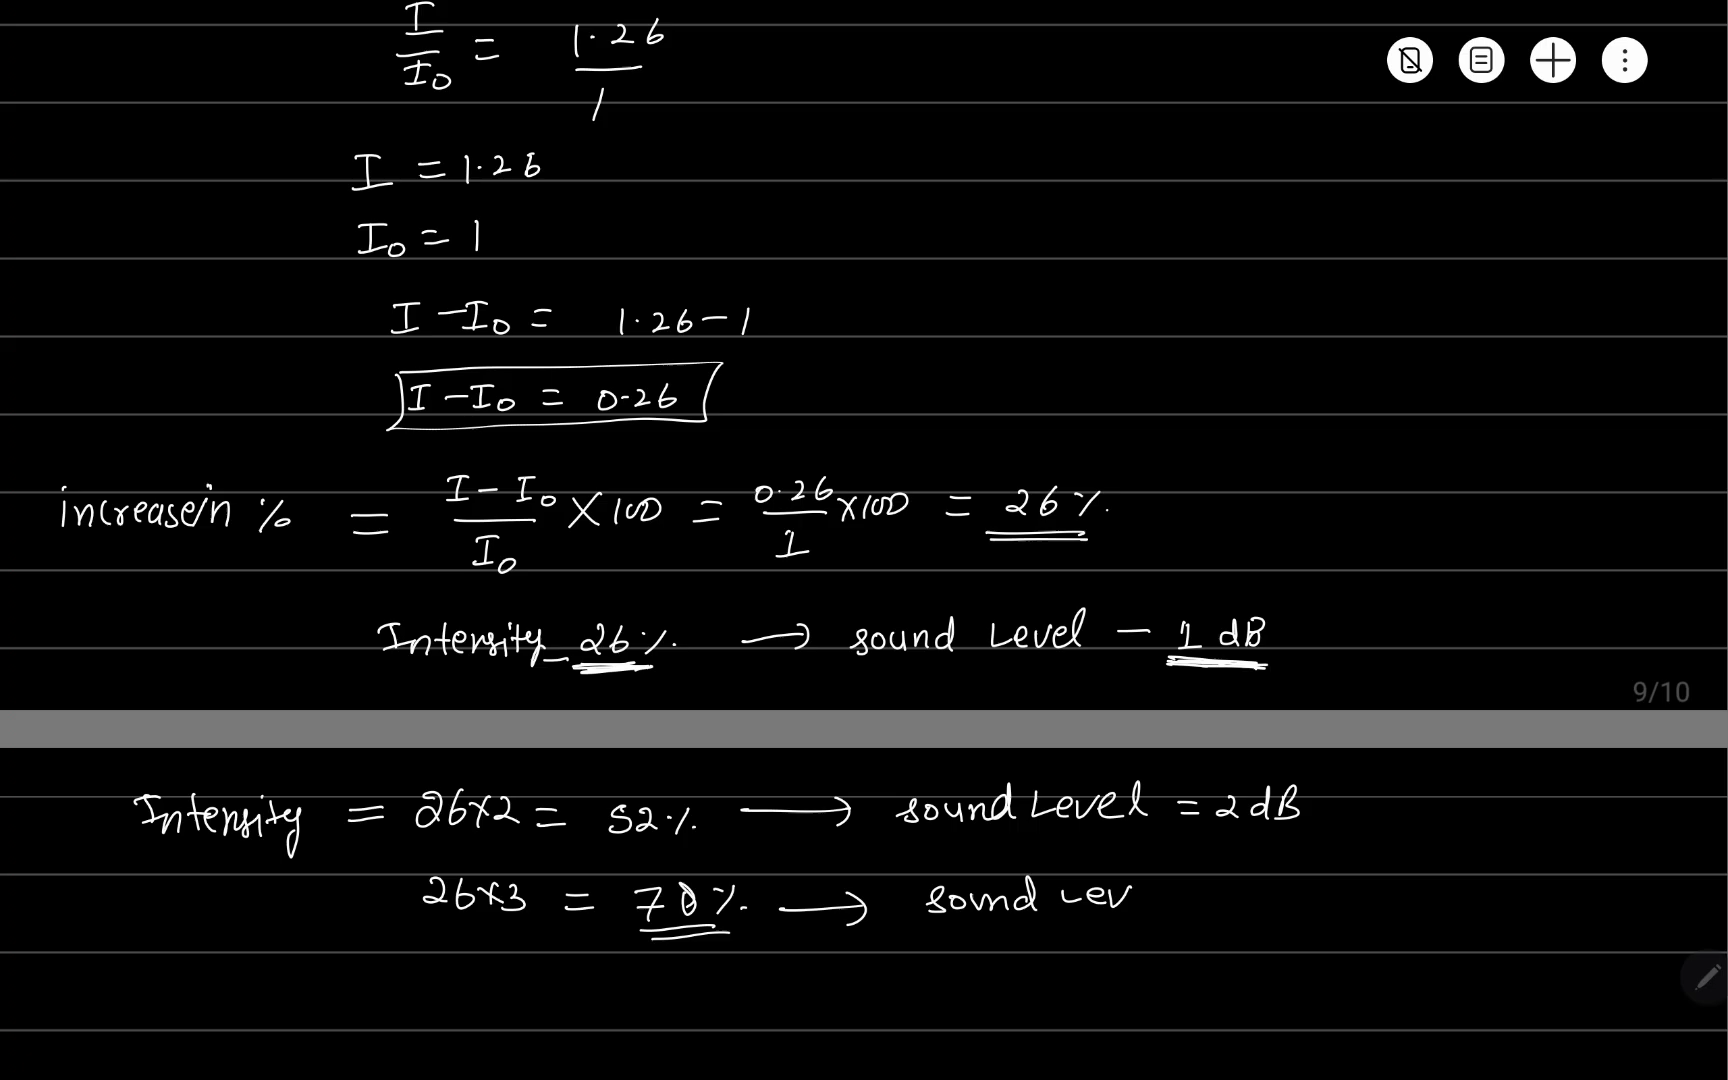 I/I₀ = 1.26/1
I = 1.26
I₀ = 1
I - I₀ = 1.26 - 1
I - I₀ = 0.26
increase in % = (I - I₀)/I₀ × 100 = 0.26/1 × 100 = 26%.
Intensity 26%. → sound Level - 1 dB
9/10
Intensity = 26×2 = 52%. → sound Level = 2 dB
26×3 = 78%. → sound Lev